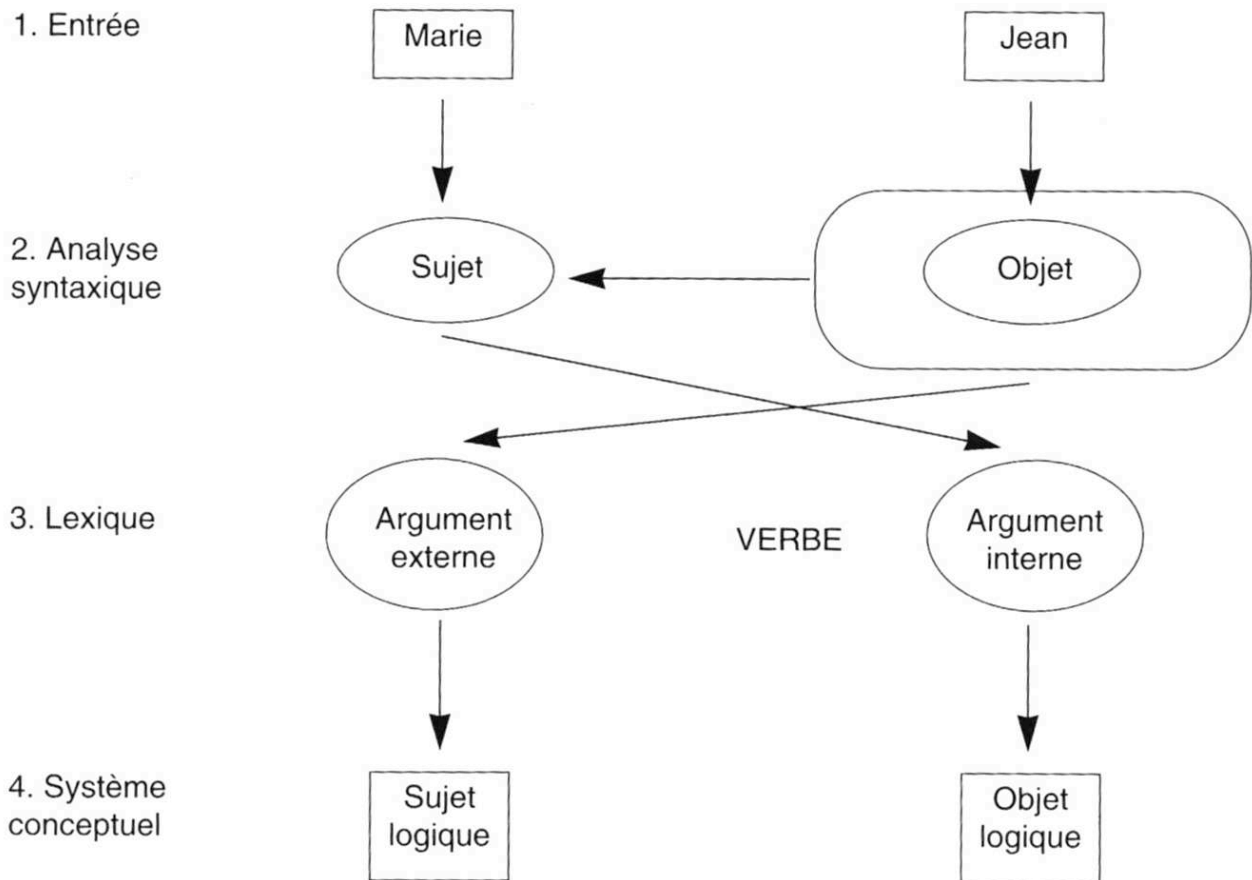 1. Entrée
Marie
Jean
2. Analyse
syntaxique
Sujet
Objet
3. Lexique
Argument
externe
VERBE
Argument
interne
4. Système
conceptuel
Sujet
logique
Objet
logique